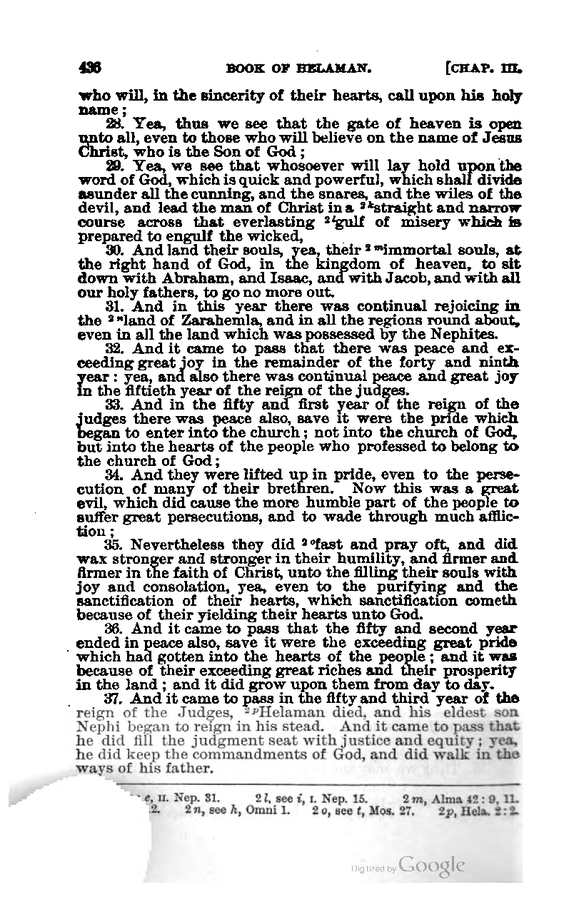 436 BOOK OF HELAMAN. [CHAP. III.
who will, in the sincerity of their hearts, call upon his holy
name;
28. Yea, thus we see that the gate of heaven is open
unto all, even to those who will believe on the name of Jesus
Christ, who is the Son of God;
29. Yea, we see that whosoever will lay hold upon the
word of God, which is quick and powerful, which shall divide
asunder all the cunning, and the snares, and the wiles of the
devil, and lead the man of Christ in a ²ᵏstraight and narrow
course across that everlasting ²ˡgulf of misery which is
prepared to engulf the wicked,
30. And land their souls, yea, their ²ᵐimmortal souls, at
the right hand of God, in the kingdom of heaven, to sit
down with Abraham, and Isaac, and with Jacob, and with all
our holy fathers, to go no more out.
31. And in this year there was continual rejoicing in
the ²ⁿland of Zarahemla, and in all the regions round about,
even in all the land which was possessed by the Nephites.
32. And it came to pass that there was peace and ex-
ceeding great joy in the remainder of the forty and ninth
year: yea, and also there was continual peace and great joy
in the fiftieth year of the reign of the judges.
33. And in the fifty and first year of the reign of the
judges there was peace also, save it were the pride which
began to enter into the church; not into the church of God,
but into the hearts of the people who professed to belong to
the church of God;
34. And they were lifted up in pride, even to the perse-
cution of many of their brethren. Now this was a great
evil, which did cause the more humble part of the people to
suffer great persecutions, and to wade through much afflic-
tion;
35. Nevertheless they did ²ᵒfast and pray oft, and did
wax stronger and stronger in their humility, and firmer and
firmer in the faith of Christ, unto the filling their souls with
joy and consolation, yea, even to the purifying and the
sanctification of their hearts, which sanctification cometh
because of their yielding their hearts unto God.
36. And it came to pass that the fifty and second year
ended in peace also, save it were the exceeding great pride
which had gotten into the hearts of the people; and it was
because of their exceeding great riches and their prosperity
in the land; and it did grow upon them from day to day.
37. And it came to pass in the fifty and third year of the
reign of the Judges, ²ᵖHelaman died, and his eldest son
Nephi began to reign in his stead. And it came to pass that
he did fill the judgment seat with justice and equity; yea,
he did keep the commandments of God, and did walk in the
ways of his father.
e, II. Nep. 31. 2l, see i, I. Nep. 15. 2m, Alma 42:9, 11.
2. 2n, see h, Omni 1. 2o, see t, Mos. 27. 2p, Hela. 2:2.
Digitized by Google